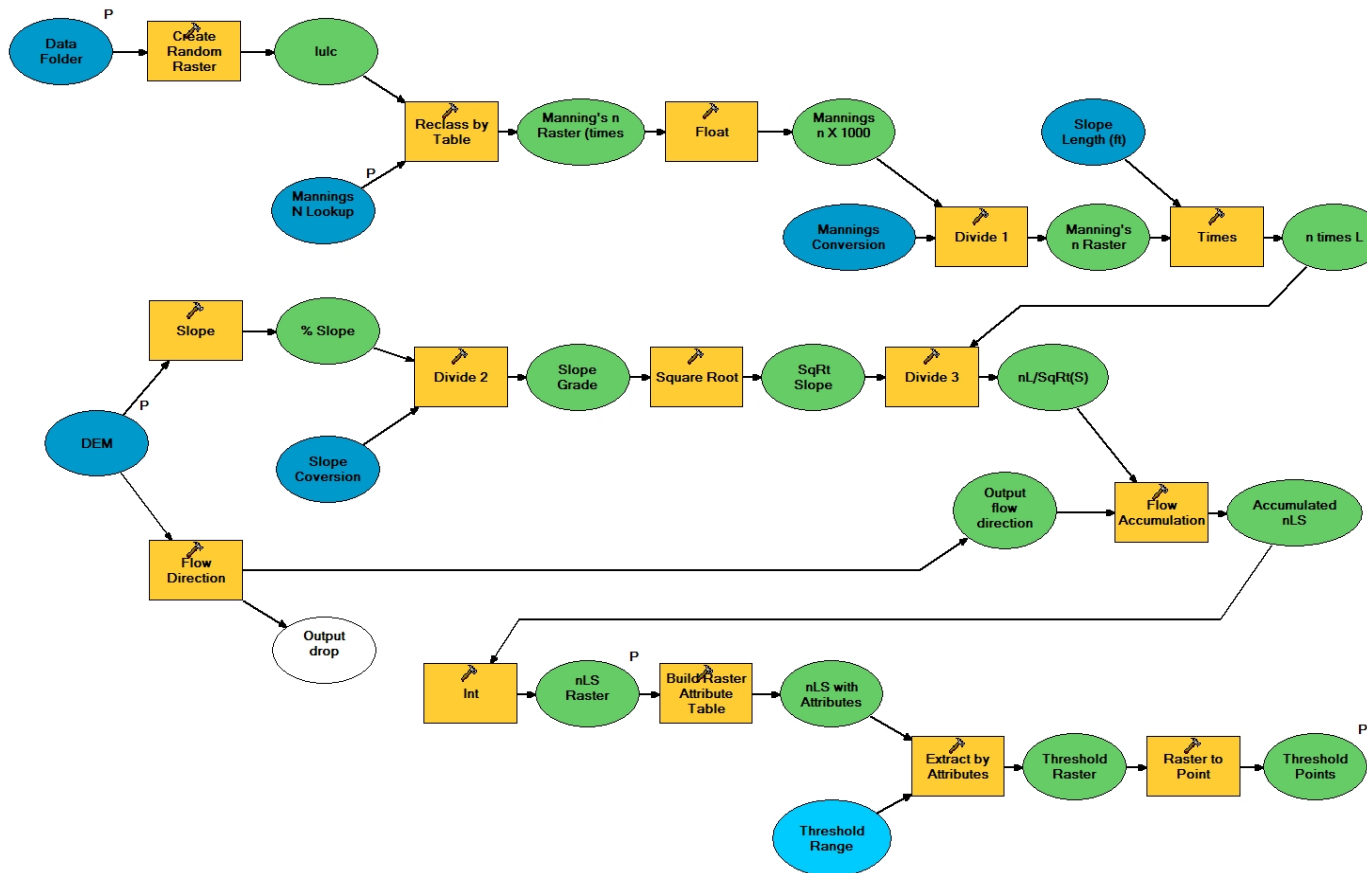 P
Data
Folder
Create
Random
Raster
lulc
Reclass by
Table
Manning's n
Raster (times
Float
Mannings
n X 1000
Slope
Length (ft)
P
Mannings
N Lookup
Mannings
Conversion
Divide 1
Manning's
n Raster
Times
n times L
Slope
% Slope
Divide 2
Slope
Grade
Square Root
SqRt
Slope
Divide 3
nL/SqRt(S)
P
DEM
Slope
Coversion
Output
flow
direction
Flow
Accumulation
Accumulated
nLS
Flow
Direction
Output
drop
Int
nLS
Raster
P
Build Raster
Attribute
Table
nLS with
Attributes
Extract by
Attributes
Threshold
Raster
Raster to
Point
Threshold
Points
P
Threshold
Range